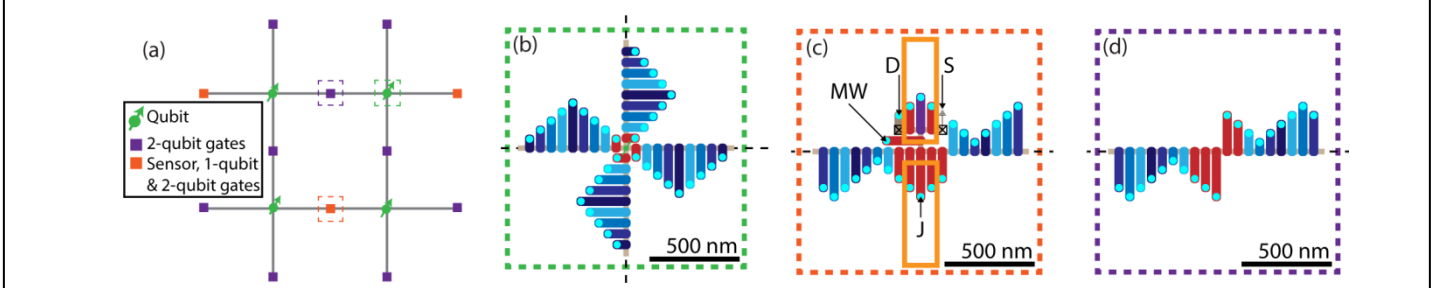 (a)
Qubit
2-qubit gates
Sensor, 1-qubit
& 2-qubit gates
(b)
500 nm
(c)
D
S
MW
J
500 nm
(d)
500 nm